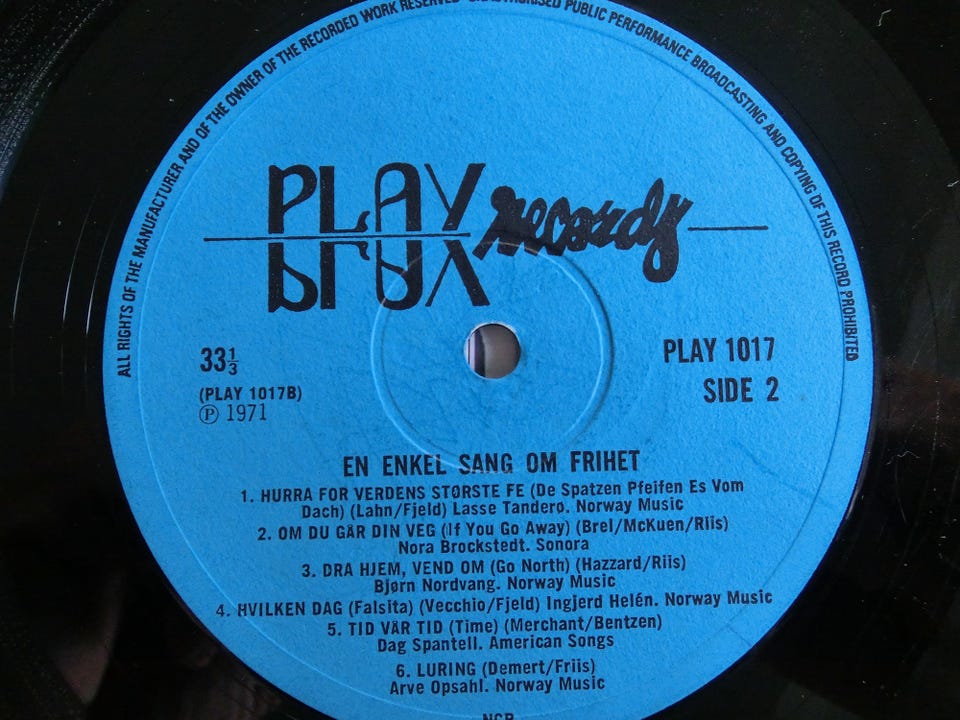 ALL RIGHTS OF THE MANUFACTURER AND OF THE OWNER OF THE RECORDED WORK RESERVED PUBLIC PERFORMANCE BROADCASTING AND COPYING OF THIS RECORD PROHIBITED
PLAY records
33⅓
PLAY 1017
(PLAY 1017B)
SIDE 2
℗ 1971
EN ENKEL SANG OM FRIHET
1. HURRA FOR VERDENS STØRSTE FE (De Spatzen Pfeifen Es Vom
Dach) (Lahn/Fjeld) Lasse Tanderø. Norway Music
2. OM DU GÅR DIN VEG (If You Go Away) (Brel/McKuen/Riis)
Nora Brockstedt. Sonora
3. DRA HJEM, VEND OM (Go North) (Hazzard/Riis)
Bjørn Nordvang. Norway Music
4. HVILKEN DAG (Falsita) (Vecchio/Fjeld) Ingjerd Helén. Norway Music
5. TID VÅR TID (Time) (Merchant/Bentzen)
Dag Spantell. American Songs
6. LURING (Demert/Friis)
Arve Opsahl. Norway Music